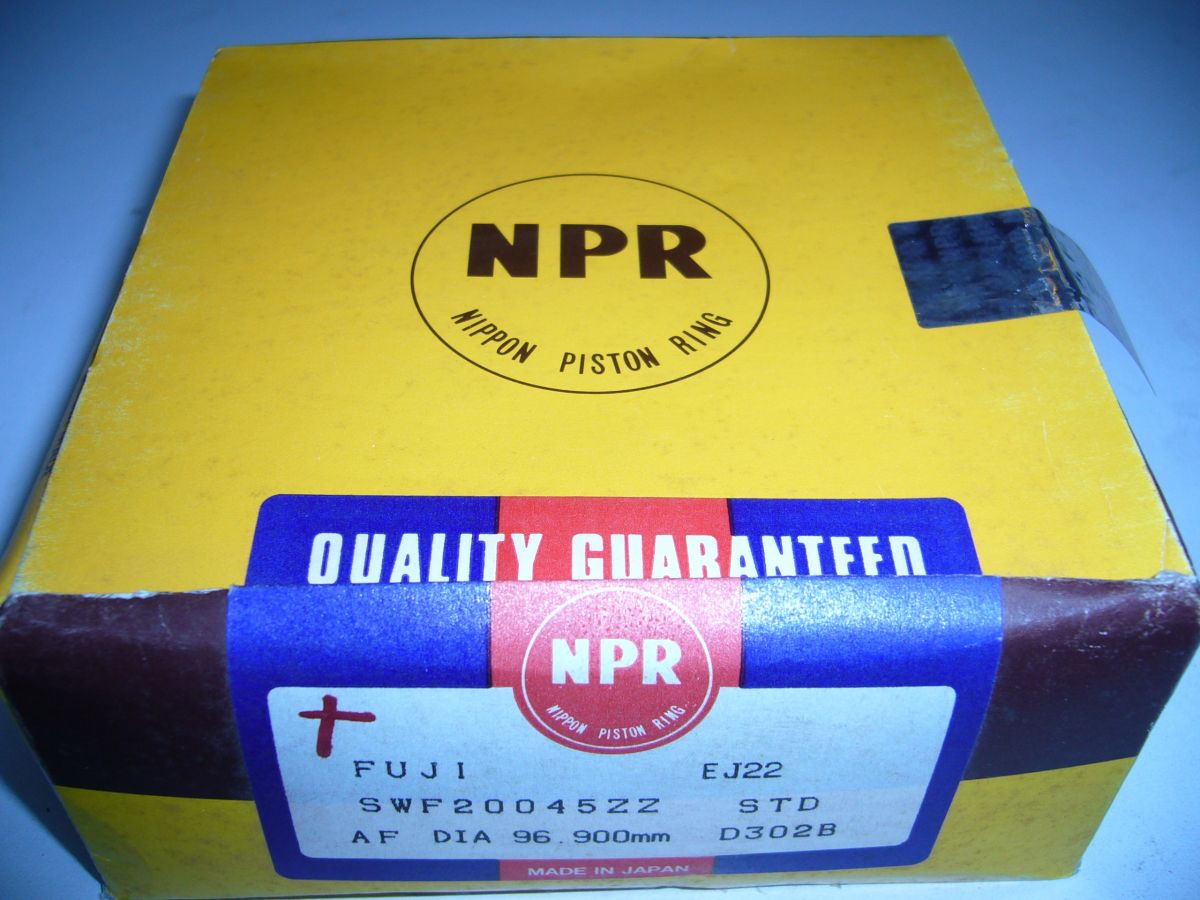 NPR
NIPPON PISTON RING
QUALITY GUARANTEED
NPR
NIPPON PISTON RING
FUJI EJ22
SWF20045ZZ STD
AF DIA 96.900mm D302B
MADE IN JAPAN